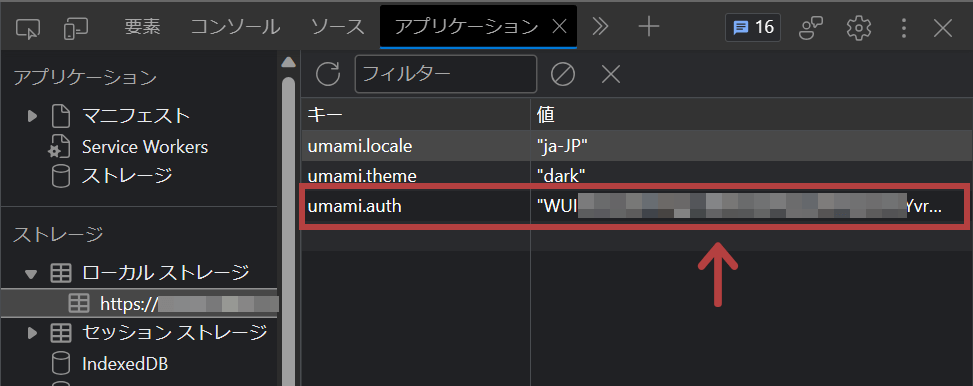 要素 コンソール ソース アプリケーション 16
アプリケーション
マニフェスト
Service Workers
ストレージ
ストレージ
ローカル ストレージ
https://
セッション ストレージ
IndexedDB
フィルター
キー 値
umami.locale "ja-JP"
umami.theme "dark"
umami.auth "WUI Yvr...